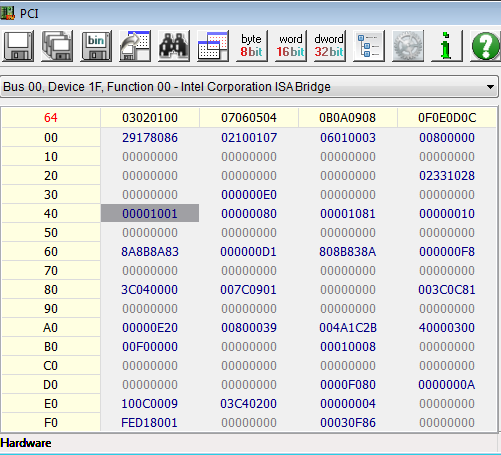 PCI
bin byte 8bit word 16bit dword 32bit
Bus 00, Device 1F, Function 00 - Intel Corporation ISA Bridge
64 03020100 07060504 0B0A0908 0F0E0D0C
00 29178086 02100107 06010003 00800000
10 00000000 00000000 00000000 00000000
20 00000000 00000000 00000000 02331028
30 00000000 000000E0 00000000 00000000
40 00001001 00000080 00001081 00000010
50 00000000 00000000 00000000 00000000
60 8A8B8A83 000000D1 808B838A 000000F8
70 00000000 00000000 00000000 00000000
80 3C040000 007C0901 00000000 003C0C81
90 00000000 00000000 00000000 00000000
A0 00000E20 00800039 004A1C2B 40000300
B0 00F00000 00000000 00010008 00000000
C0 00000000 00000000 00000000 00000000
D0 00000000 00000000 0000F080 0000000A
E0 100C0009 03C40200 00000004 00000000
F0 FED18001 00000000 00030F86 00000000
Hardware